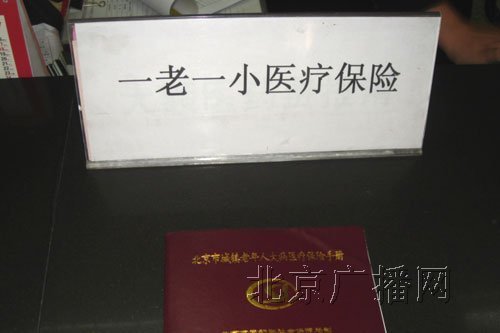 一老一小医疗保险
北京市城镇老年人大病医疗保险手册
北京广播网